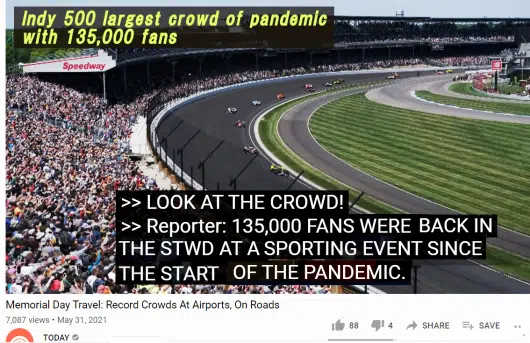 Indy 500 largest crowd of pandemic
with 135,000 fans
Speedway
>> LOOK AT THE CROWD!
>> Reporter: 135,000 FANS WERE BACK IN
THE STWD AT A SPORTING EVENT SINCE
THE START OF THE PANDEMIC.
Memorial Day Travel: Record Crowds At Airports, On Roads
7,087 views • May 31, 2021
88 4 SHARE SAVE
TODAY